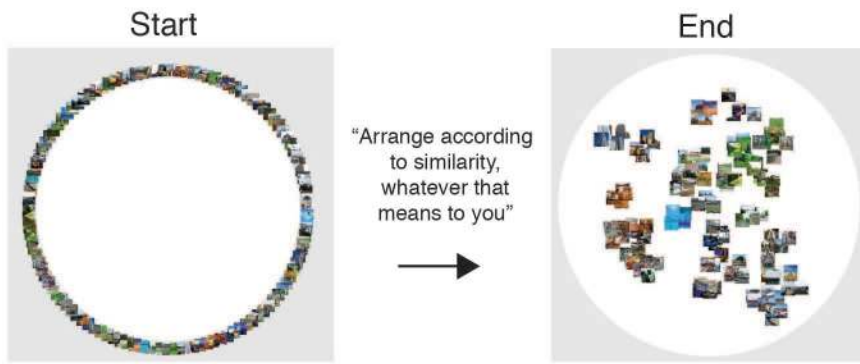 Start
End
“Arrange according
to similarity,
whatever that
means to you”